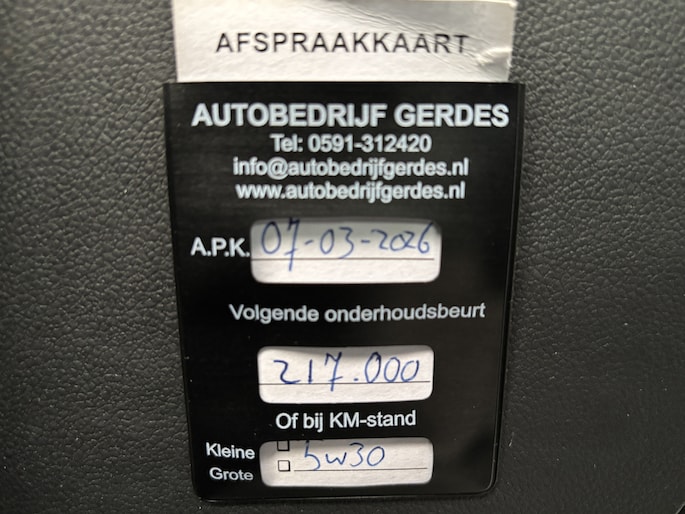 AFSPRAAKKAART
AUTOBEDRIJF GERDES
Tel: 0591-312420
info@autobedrijfgerdes.nl
www.autobedrijfgerdes.nl
A.P.K. 07-03-2026
Volgende onderhoudsbeurt
217.000
Of bij KM-stand
Kleine
Grote
5w30